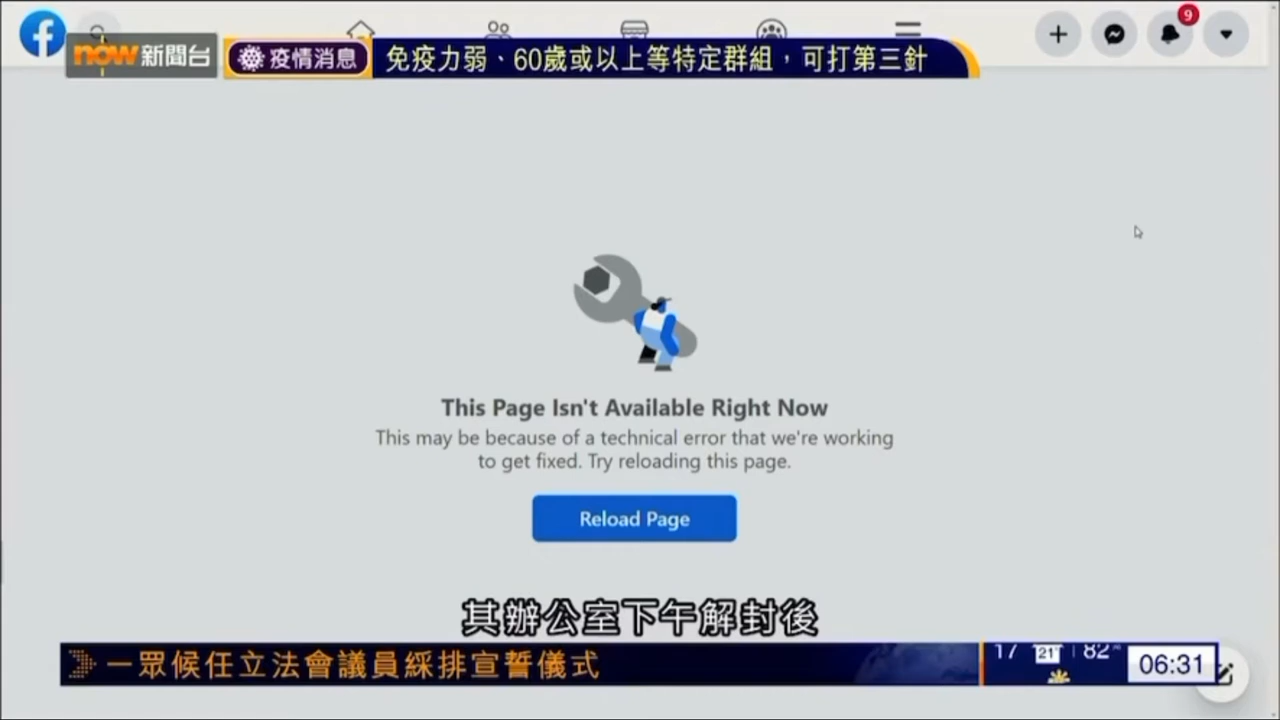 9
now 新聞台
疫情消息
免疫力弱、60歲或以上等特定群組，可打第三針
This Page Isn't Available Right Now
This may be because of a technical error that we're working
to get fixed. Try reloading this page.
Reload Page
其辦公室下午解封後
一眾候任立法會議員綵排宣誓儀式
17 21 82%
06:31